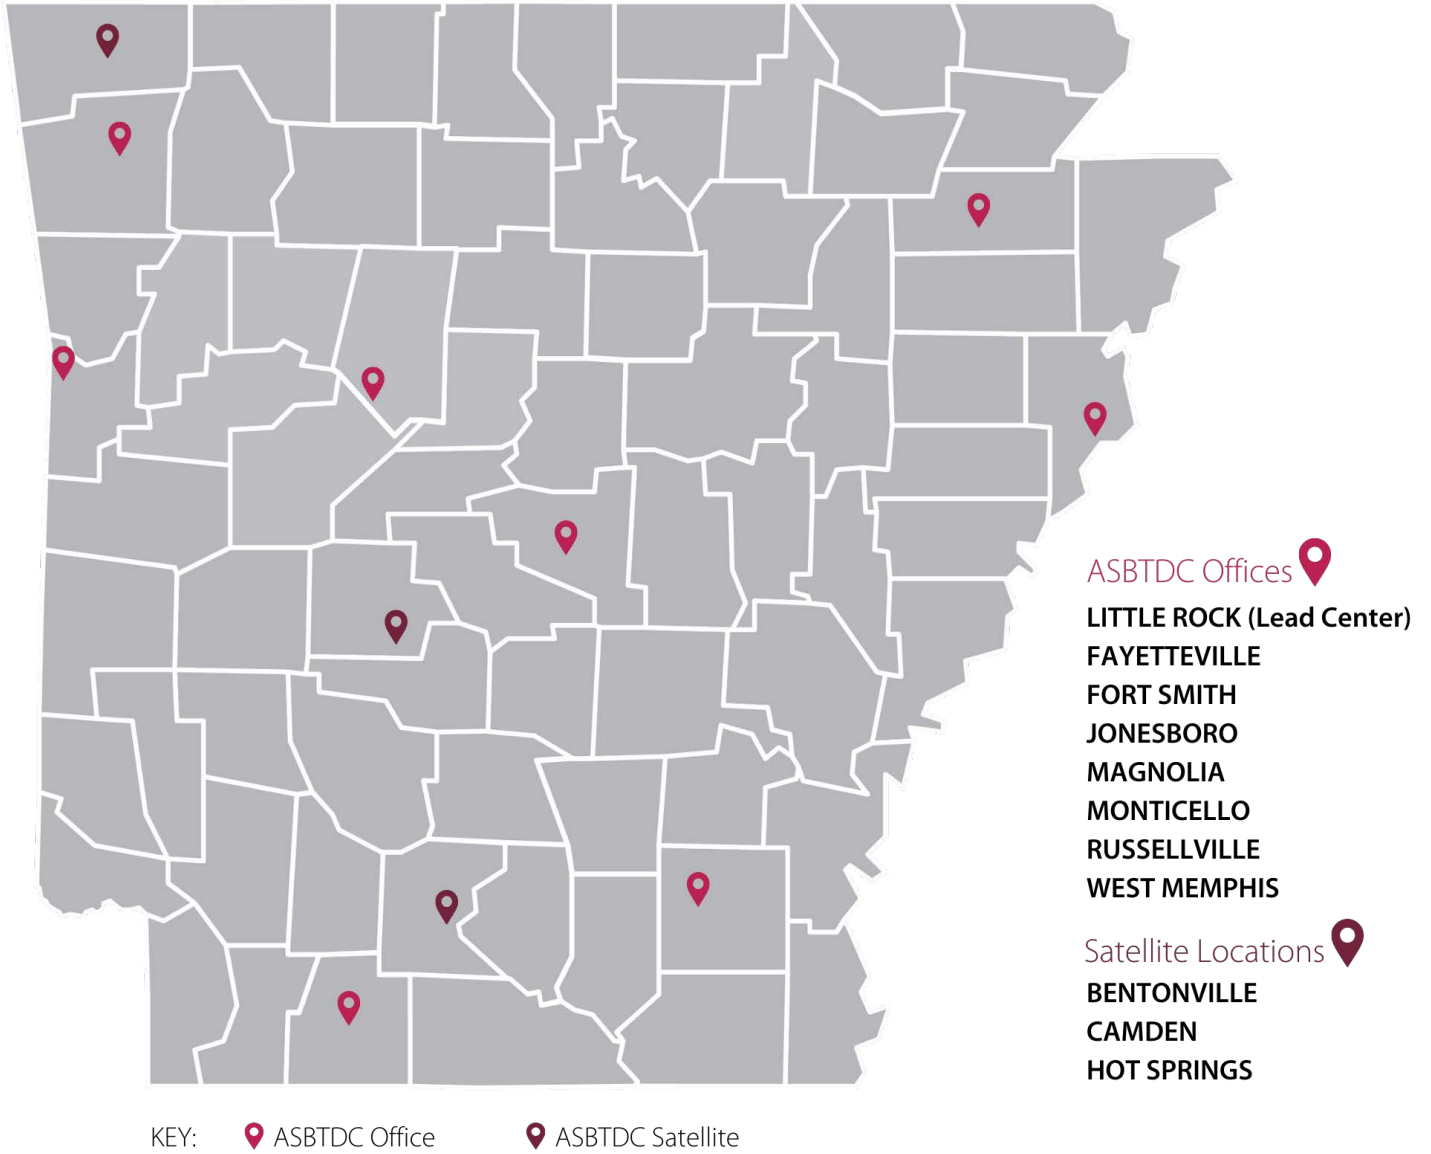 ASBTDC Offices
LITTLE ROCK (Lead Center)
FAYETTEVILLE
FORT SMITH
JONESBORO
MAGNOLIA
MONTICELLO
RUSSELLVILLE
WEST MEMPHIS
Satellite Locations
BENTONVILLE
CAMDEN
HOT SPRINGS
KEY: ASBTDC Office ASBTDC Satellite